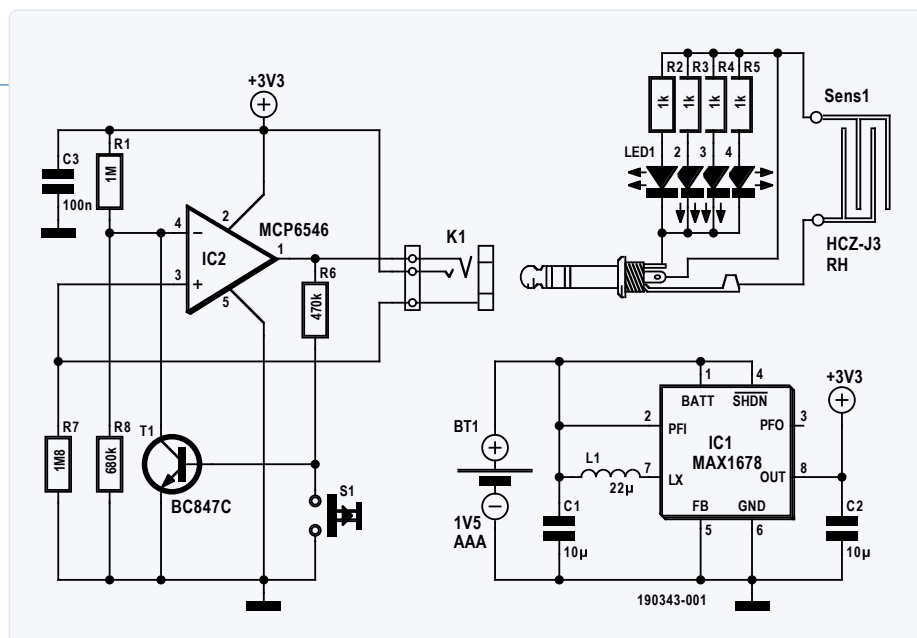 +3V3
C3
100n
R1
1M
4
2
MCP6546
IC2
1
3
5
+
R6
470k
K1
R7
1M8
R8
680k
T1
BC847C
S1
R2 R3 R4 R5
1k 1k 1k 1k
LED1 2 3 4
Sens1
HCZ-J3
RH
BT1
1V5
AAA
1 4
BATT SHDN
2
PFI
PFO
3
IC1
MAX1678
L1
22µ
7
LX
OUT
8
FB GND
5 6
C1
10µ
C2
10µ
+3V3
190343-001